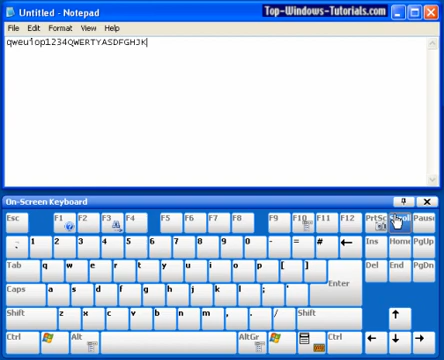 Untitled - Notepad
Top-Windows-Tutorials.com
File Edit Format View Help
qweuiop1234QWERTYASDFGHJK
On-Screen Keyboard
Esc F1 F2 F3 F4 F5 F6 F7 F8 F9 F10 F11 F12 PrtSc Pause
` 1 2 3 4 5 6 7 8 9 0 - = # Ins Home PgUp
Tab q w e r t y u i o p [ ] Del End PgDn
Caps a s d f g h j k l ; ' Enter
Shift z x c v b n m , . / Shift
Ctrl Alt AltGr Ctrl